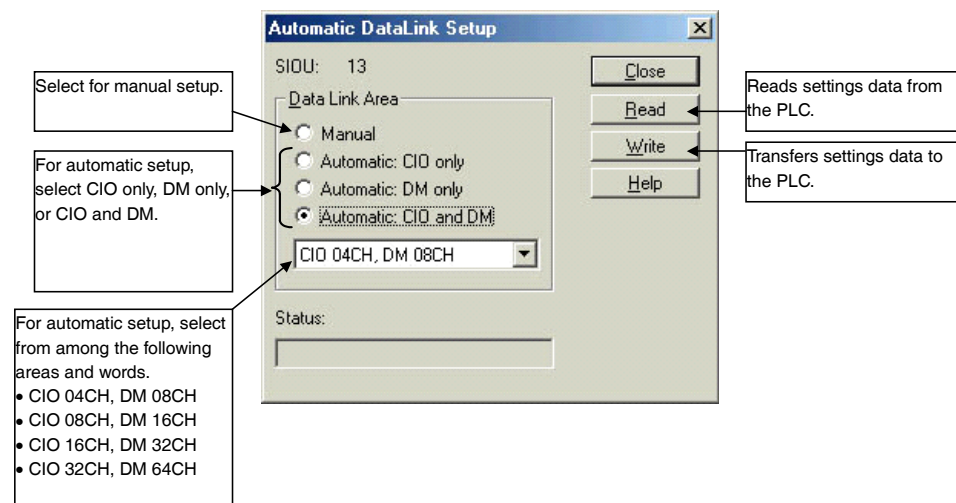 Automatic DataLink Setup
SIOU: 13
Data Link Area
Manual
Automatic: CIO only
Automatic: DM only
Automatic: CIO and DM
CIO 04CH, DM 08CH
Status:
Close
Read
Write
Help
Select for manual setup.
For automatic setup,
select CIO only, DM only,
or CIO and DM.
For automatic setup, select
from among the following
areas and words.
• CIO 04CH, DM 08CH
• CIO 08CH, DM 16CH
• CIO 16CH, DM 32CH
• CIO 32CH, DM 64CH
Reads settings data from
the PLC.
Transfers settings data to
the PLC.